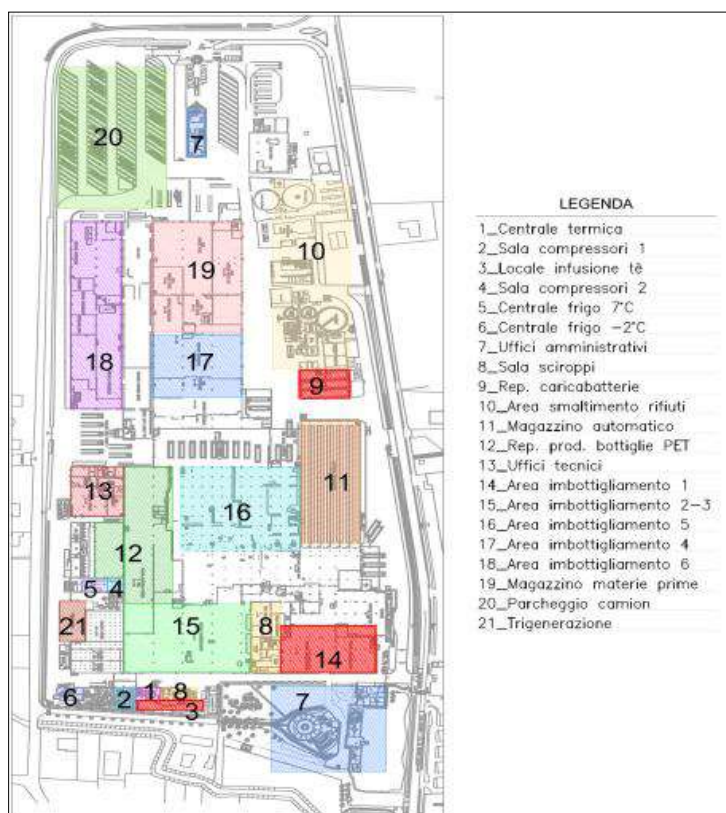 20
7
10
19
18
17
9
11
13
16
12
5
4
21
15
8
14
6
2
1
8
3
7
LEGENDA
1_Centrale termica
2_Sala compressori 1
3_Locale infusione tè
4_Sala compressori 2
5_Centrale frigo 7°C
6_Centrale frigo -2°C
7_Uffici amministrativi
8_Sala sciroppi
9_Rep. caricabatterie
10_Area smaltimento rifiuti
11_Magazzino automatico
12_Rep. prod. bottiglie PET
13_Uffici tecnici
14_Area imbottigliamento 1
15_Area imbottigliamento 2-3
16_Area imbottigliamento 5
17_Area imbottigliamento 4
18_Area imbottigliamento 6
19_Magazzino materie prime
20_Parcheggio camion
21_Trigenerazione